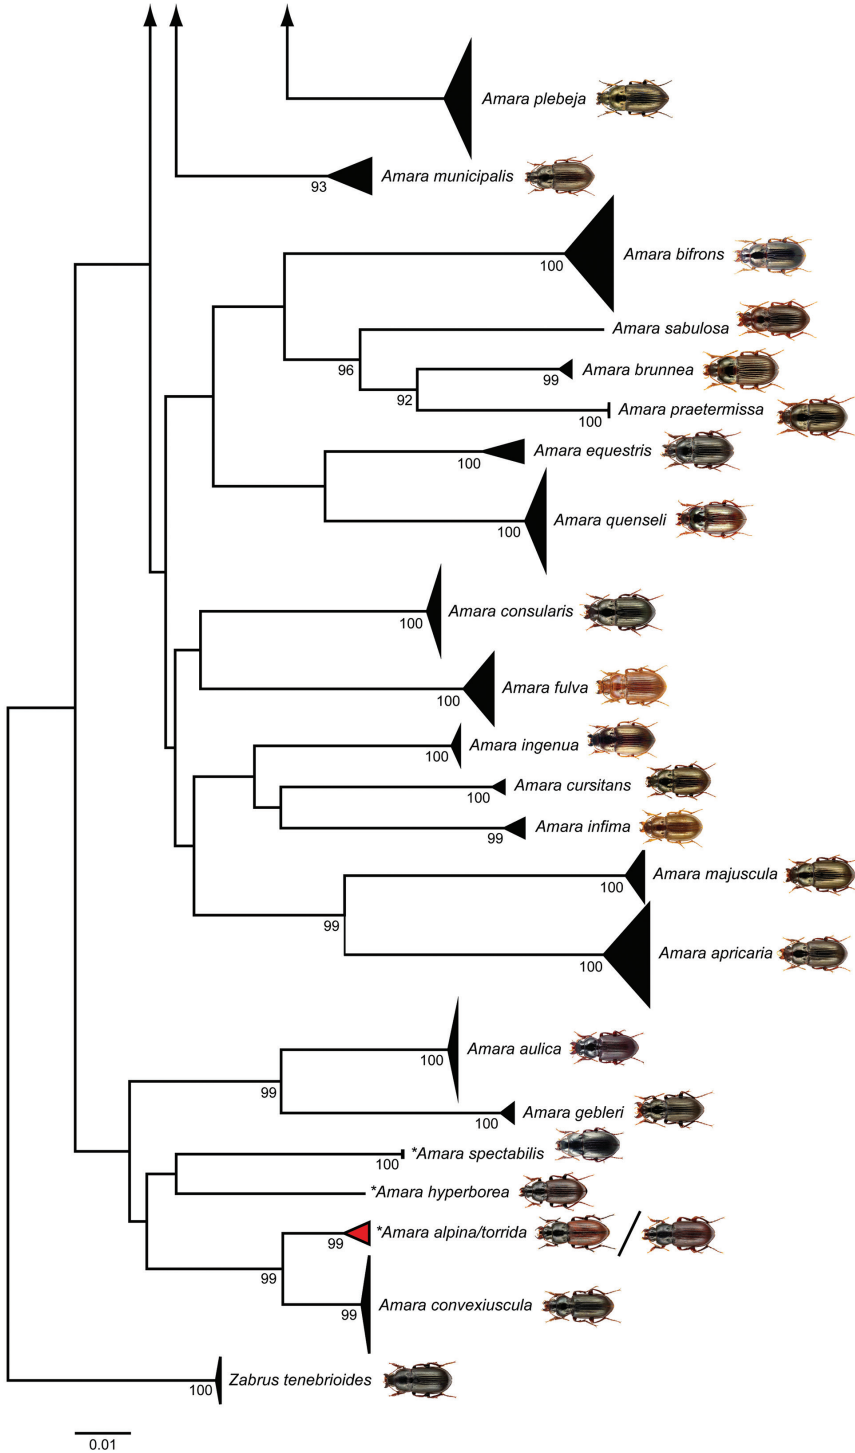 Amara plebeja
93
Amara municipalis
100
Amara bifrons
Amara sabulosa
96
99
Amara brunnea
92
100
Amara praetermissa
100
Amara equestris
100
Amara quenseli
100
Amara consularis
100
Amara fulva
100
Amara ingenua
100
Amara cursitans
99
Amara infima
100
Amara majuscula
99
100
Amara apricaria
100
Amara aulica
99
100
Amara gebleri
100
*Amara spectabilis
*Amara hyperborea
99
*Amara alpina/torrida
99
99
Amara convexiuscula
100
Zabrus tenebrioides
0.01